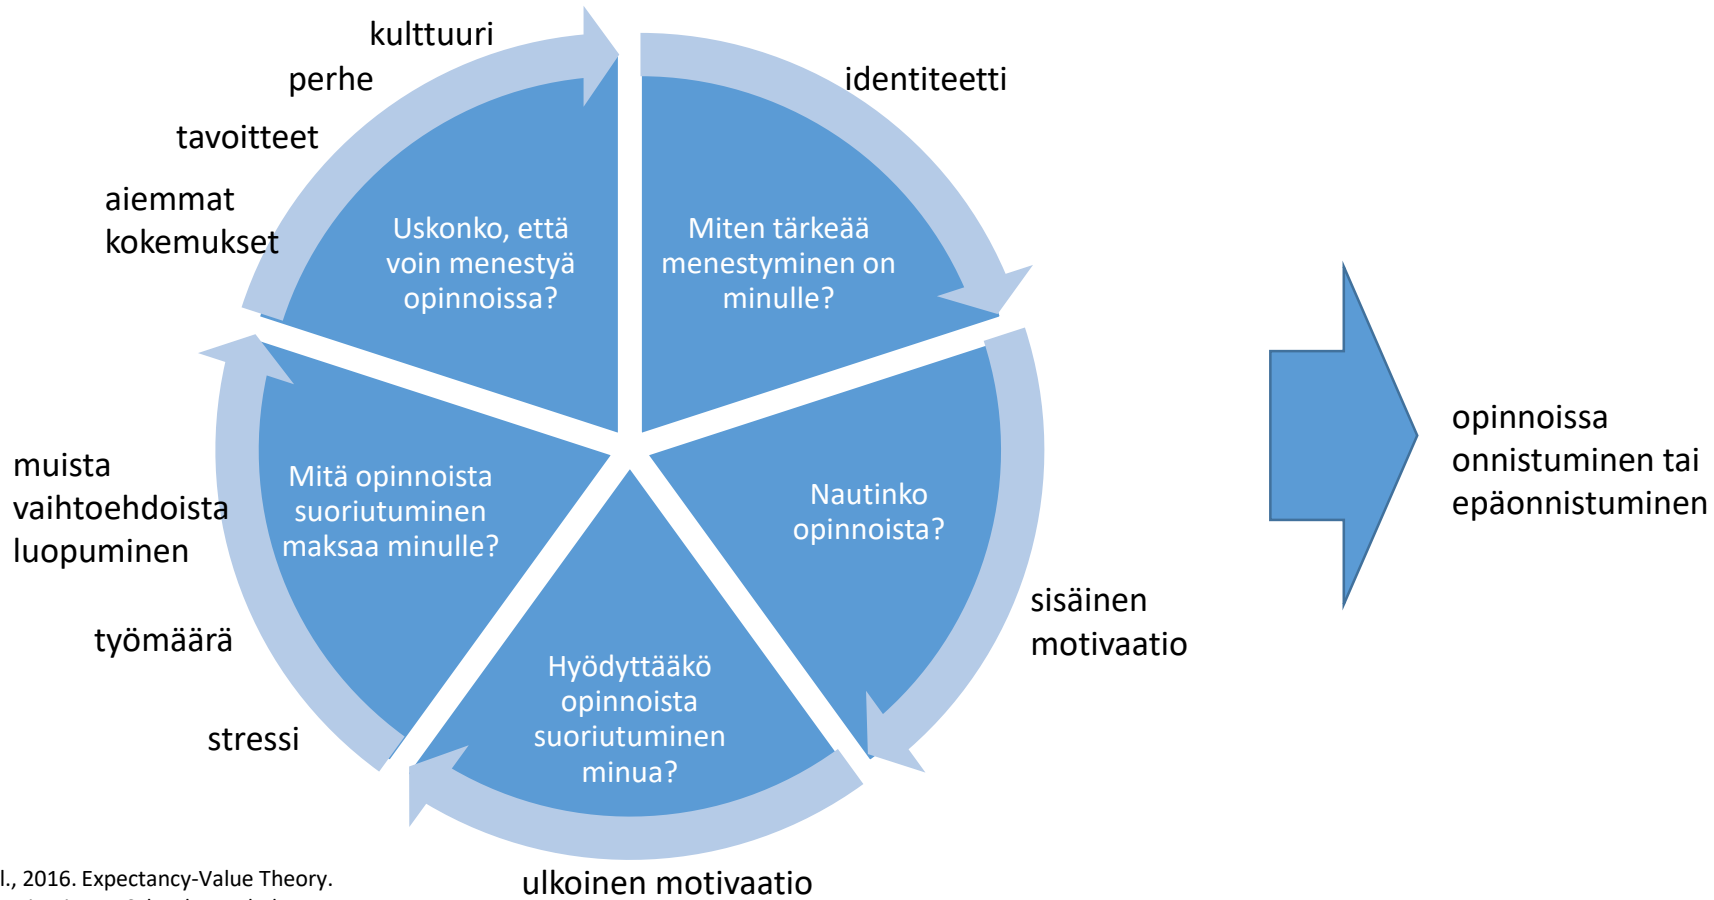 kulttuuri
perhe
tavoitteet
aiemmat
kokemukset
identiteetti
Uskonko, että
voin menestyä
opinnoissa?
Miten tärkeää
menestyminen on
minulle?
Mitä opinnoista
suoriutuminen
maksaa minulle?
Nautinko
opinnoista?
Hyödyttääkö
opinnoista
suoriutuminen
minua?
muista
vaihtoehdoista
luopuminen
työmäärä
stressi
sisäinen
motivaatio
ulkoinen motivaatio
opinnoissa
onnistuminen tai
epäonnistuminen
l., 2016. Expectancy-Value Theory.